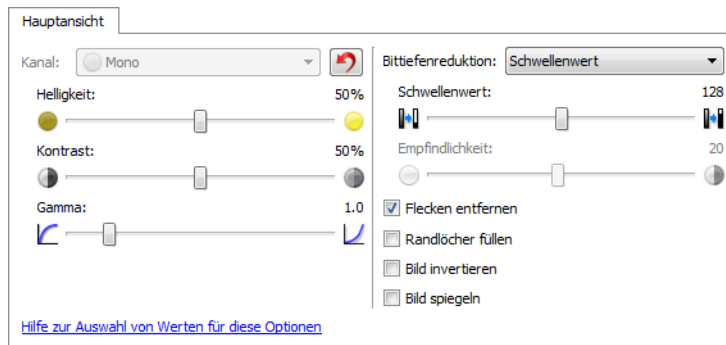 Hauptansicht
Kanal: Mono
Helligkeit: 50%
Kontrast: 50%
Gamma: 1.0
Hilfe zur Auswahl von Werten für diese Optionen
Bittiefenreduktion: Schwellenwert
Schwellenwert: 128
Empfindlichkeit: 20
Flecken entfernen
Randlöcher füllen
Bild invertieren
Bild spiegeln